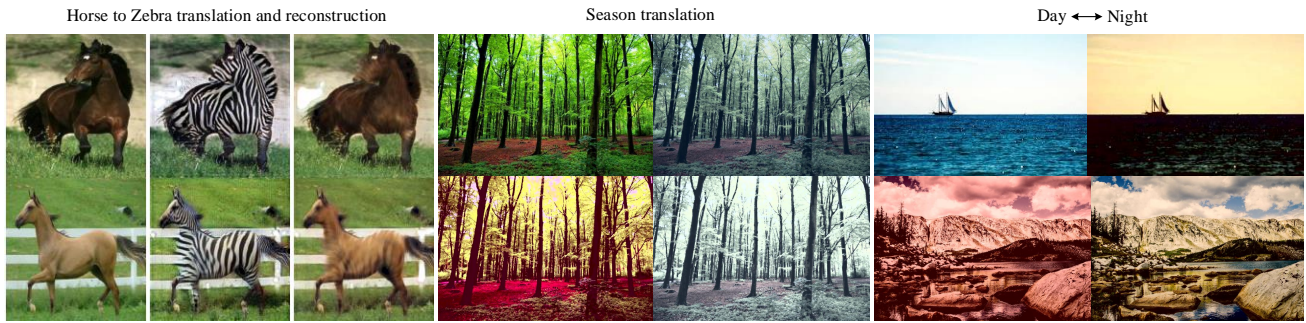 Horse to Zebra translation and reconstruction
Season translation
Day ⟷ Night